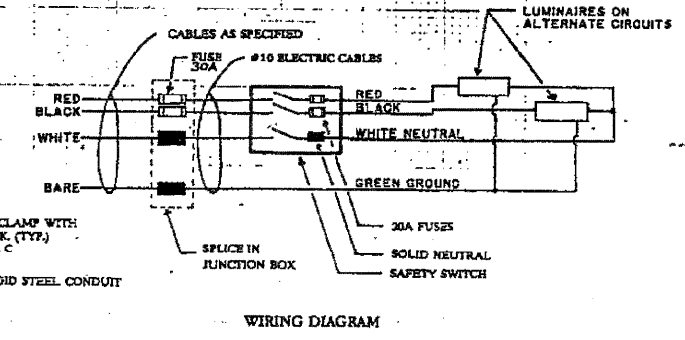 LUMINAIRES ON
ALTERNATE CIRCUITS
CABLES AS SPECIFIED
FUSE
30A
#10 ELECTRIC CABLES
RED
BLACK
WHITE
BARE
RED
BLACK
WHITE NEUTRAL
GREEN GROUND
CLAMP WITH
K. (TYP.)
C
GID STEEL CONDUIT
SPLICE IN
JUNCTION BOX
20A FUSES
SOLID NEUTRAL
SAFETY SWITCH
WIRING DIAGRAM